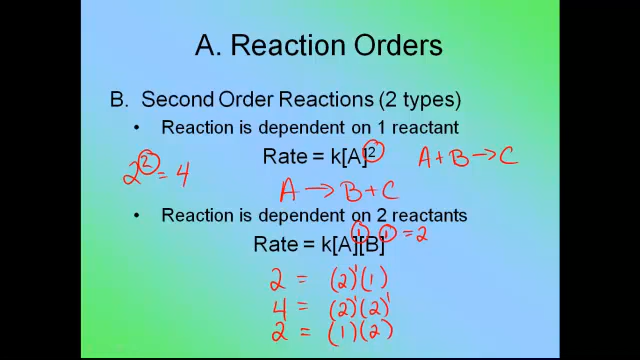 A. Reaction Orders
B. Second Order Reactions (2 types)
• Reaction is dependent on 1 reactant
Rate = k[A]² A + B → C
2² = 4
A → B + C
• Reaction is dependent on 2 reactants
Rate = k[A]¹[B]¹ = 2
2 = (2)¹(1)
4 = (2)¹(2)¹
2 = (1)(2)